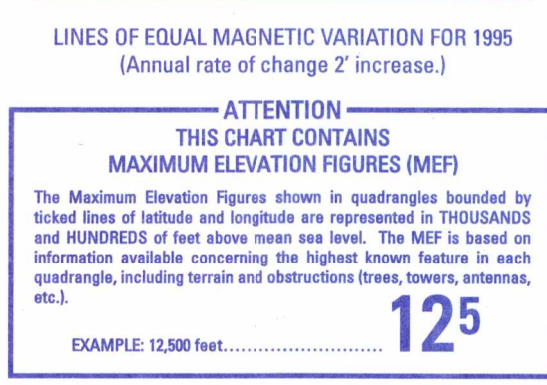 LINES OF EQUAL MAGNETIC VARIATION FOR 1995
(Annual rate of change 2' increase.)
ATTENTION
THIS CHART CONTAINS
MAXIMUM ELEVATION FIGURES (MEF)
The Maximum Elevation Figures shown in quadrangles bounded by
ticked lines of latitude and longitude are represented in THOUSANDS
and HUNDREDS of feet above mean sea level. The MEF is based on
information available concerning the highest known feature in each
quadrangle, including terrain and obstructions (trees, towers, antennas,
etc.).
EXAMPLE: 12,500 feet............................ 12⁵